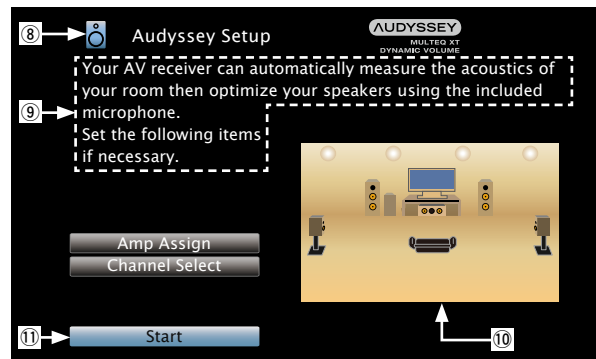 ⑧
Audyssey Setup
AUDYSSEY
MULTEQ XT
DYNAMIC VOLUME
Your AV receiver can automatically measure the acoustics of
your room then optimize your speakers using the included
⑨
microphone.
Set the following items
if necessary.
Amp Assign
Channel Select
⑪
Start
⑩